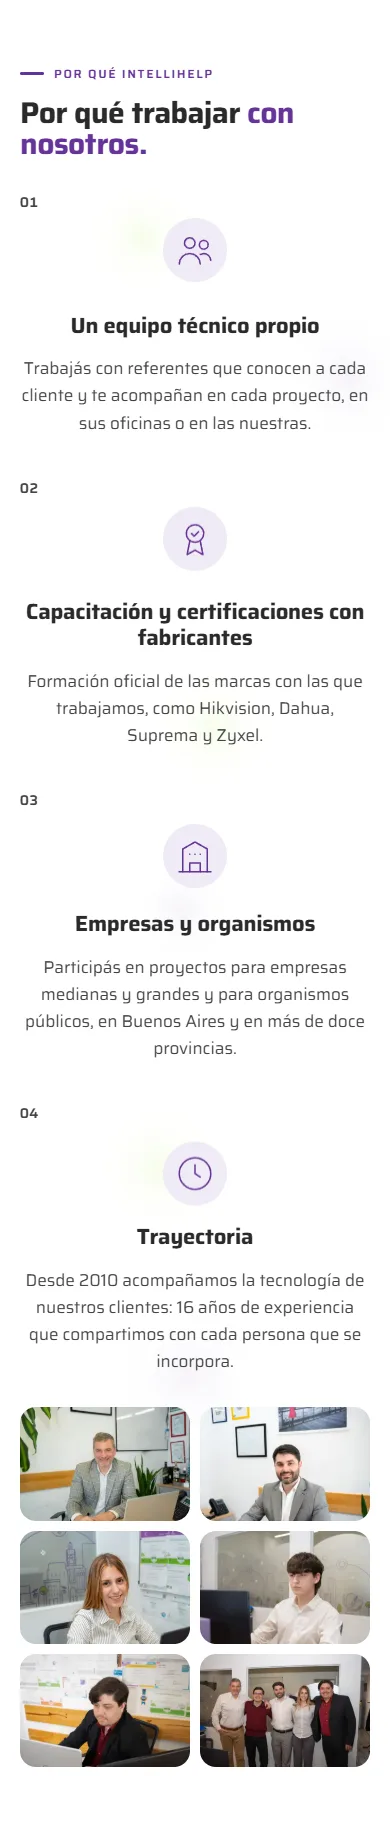 POR QUÉ INTELLIHELP
Por qué trabajar con
nosotros.
01
Un equipo técnico propio
Trabajás con referentes que conocen a cada
cliente y te acompañan en cada proyecto, en
sus oficinas o en las nuestras.
02
Capacitación y certificaciones con
fabricantes
Formación oficial de las marcas con las que
trabajamos, como Hikvision, Dahua,
Suprema y Zyxel.
03
Empresas y organismos
Participás en proyectos para empresas
medianas y grandes y para organismos
públicos, en Buenos Aires y en más de doce
provincias.
04
Trayectoria
Desde 2010 acompañamos la tecnología de
nuestros clientes: 16 años de experiencia
que compartimos con cada persona que se
incorpora.